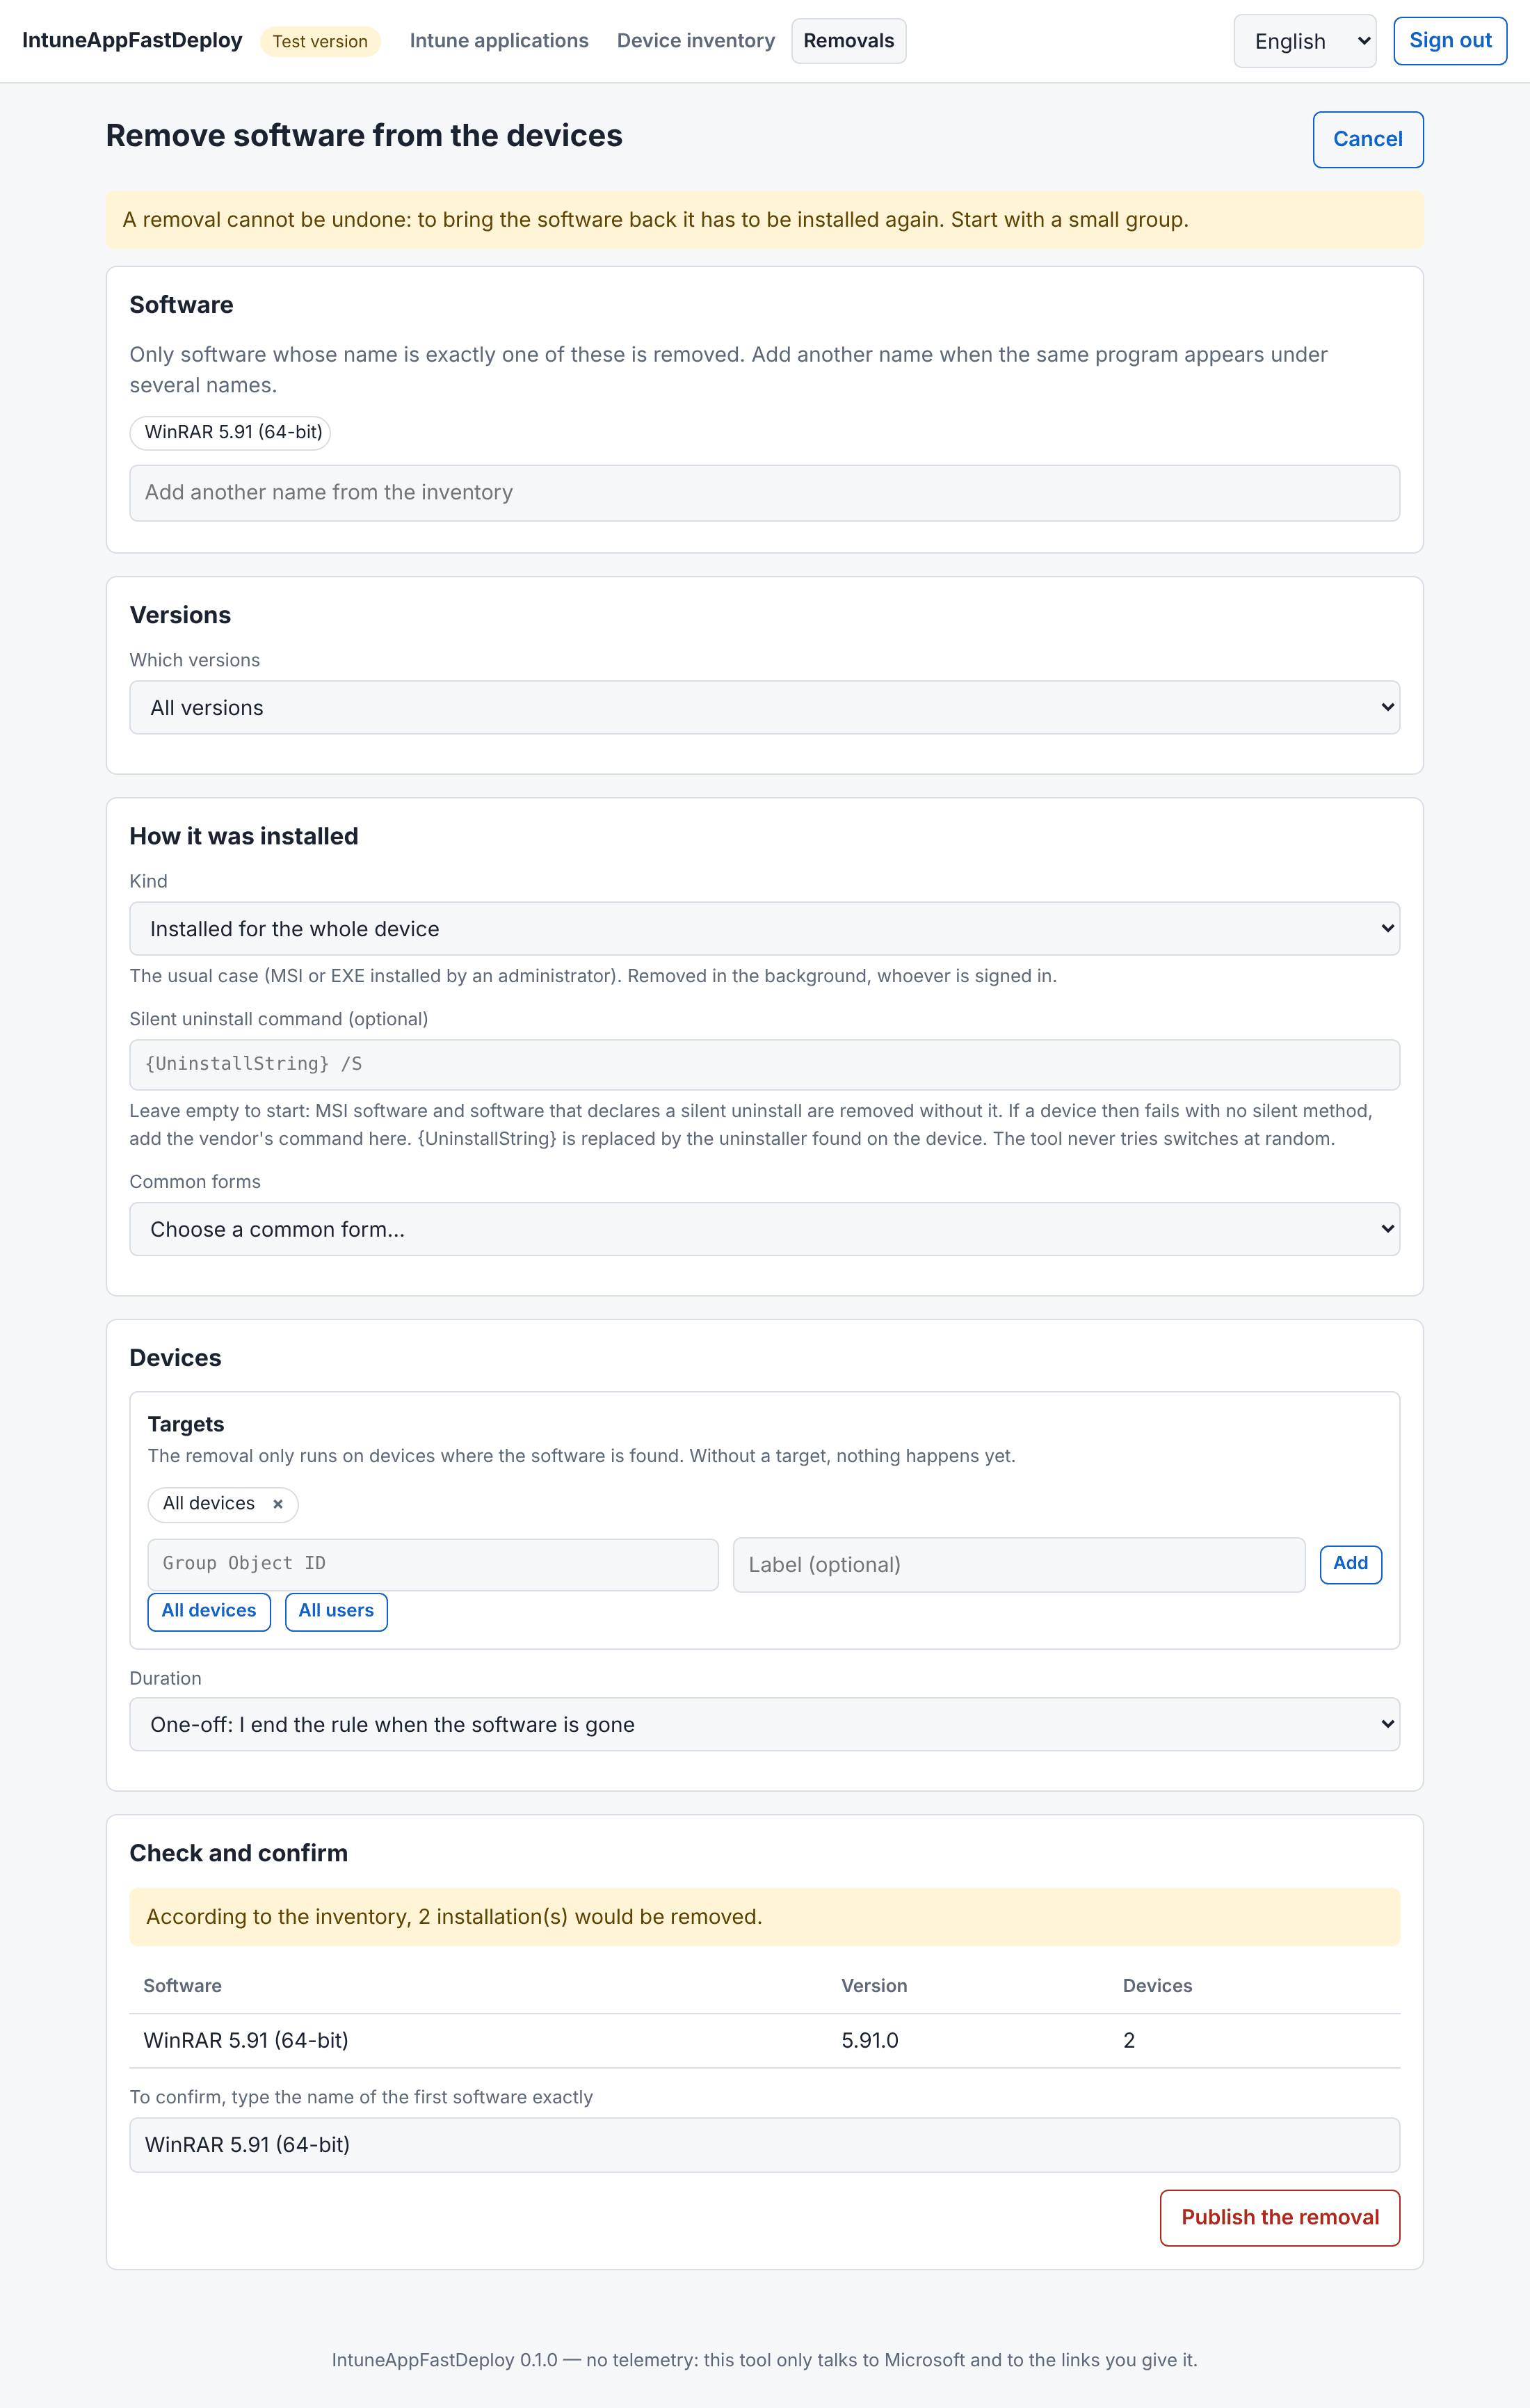 IntuneAppFastDeploy Test version Intune applications Device inventory Removals English Sign out
Remove software from the devices Cancel
A removal cannot be undone: to bring the software back it has to be installed again. Start with a small group.
Software
Only software whose name is exactly one of these is removed. Add another name when the same program appears under
several names.
WinRAR 5.91 (64-bit)
Add another name from the inventory
Versions
Which versions
All versions
How it was installed
Kind
Installed for the whole device
The usual case (MSI or EXE installed by an administrator). Removed in the background, whoever is signed in.
Silent uninstall command (optional)
{UninstallString} /S
Leave empty to start: MSI software and software that declares a silent uninstall are removed without it. If a device then fails with no silent method,
add the vendor's command here. {UninstallString} is replaced by the uninstaller found on the device. The tool never tries switches at random.
Common forms
Choose a common form...
Devices
Targets
The removal only runs on devices where the software is found. Without a target, nothing happens yet.
All devices ×
Group Object ID Label (optional) Add
All devices All users
Duration
One-off: I end the rule when the software is gone
Check and confirm
According to the inventory, 2 installation(s) would be removed.
Software Version Devices
WinRAR 5.91 (64-bit) 5.91.0 2
To confirm, type the name of the first software exactly
WinRAR 5.91 (64-bit)
Publish the removal
IntuneAppFastDeploy 0.1.0 — no telemetry: this tool only talks to Microsoft and to the links you give it.